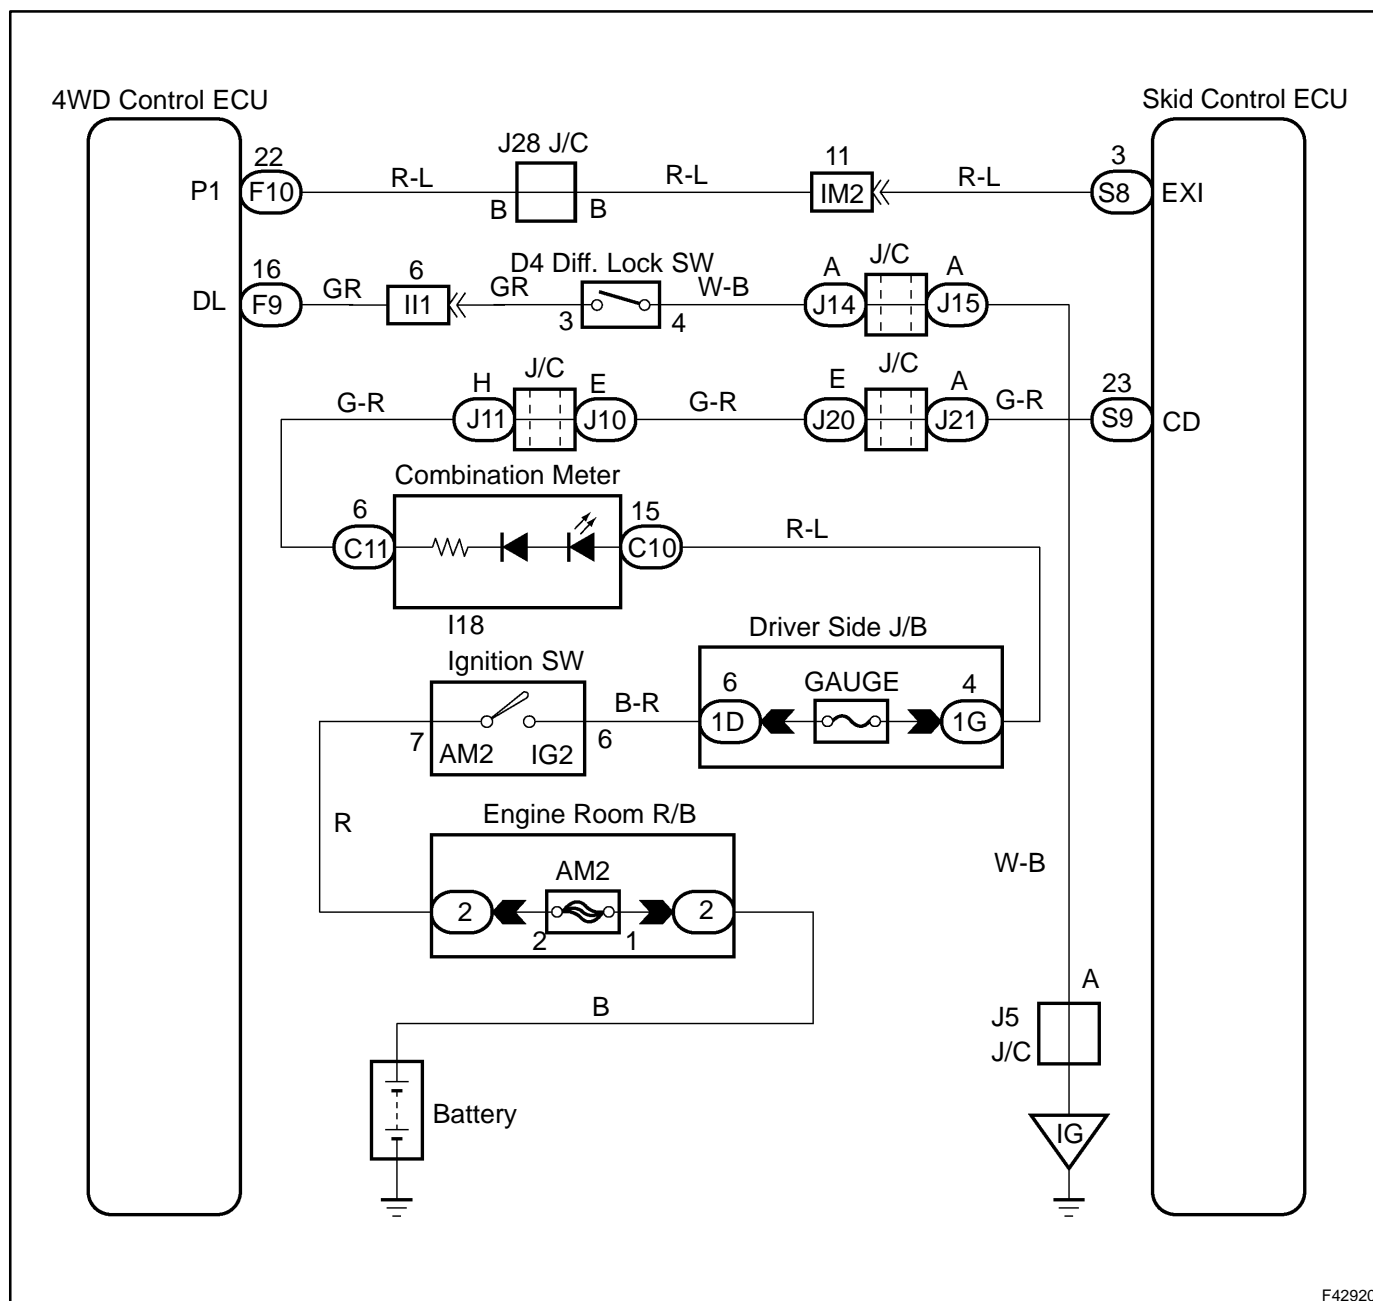 4WD Control ECU
Skid Control ECU
J28 J/C
22
11
3
P1
F10
R-L
R-L
IM2
R-L
S8
EXI
B
B
16
6
D4 Diff. Lock SW
A
J/C
A
DL
F9
GR
II1
GR
W-B
J14
J15
3
4
H
J/C
E
E
J/C
A
23
G-R
J11
J10
G-R
J20
J21
G-R
S9
CD
Combination Meter
6
15
C11
C10
R-L
I18
Ignition SW
Driver Side J/B
6
GAUGE
4
B-R
1D
1G
7
AM2
IG2
6
Engine Room R/B
R
AM2
W-B
2
2
2
1
B
A
J5
J/C
Battery
IG
F42920